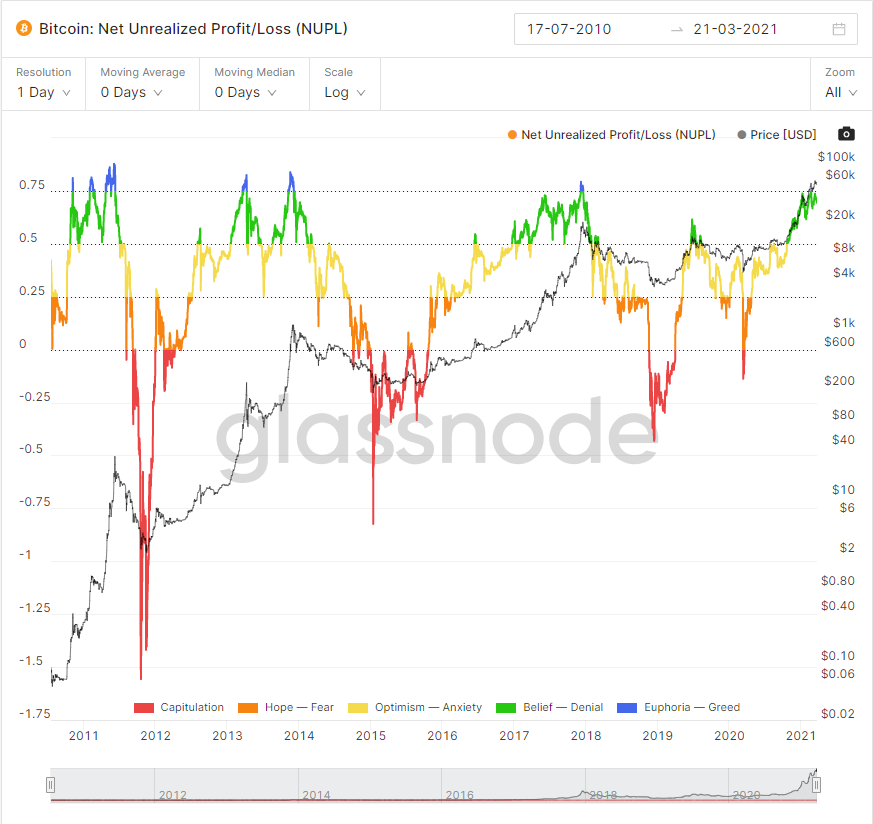 Bitcoin: Net Unrealized Profit/Loss (NUPL)
17-07-2010 → 21-03-2021
Resolution Moving Average Moving Median Scale Zoom
1 Day 0 Days 0 Days Log All
Net Unrealized Profit/Loss (NUPL) Price [USD]
0.75
0.5
0.25
0
-0.25
-0.5
-0.75
-1
-1.25
-1.5
-1.75
$100k
$60k
$20k
$8k
$4k
$1k
$600
$200
$80
$40
$10
$6
$2
$0.80
$0.40
$0.10
$0.06
$0.02
glassnode
Capitulation Hope — Fear Optimism — Anxiety Belief — Denial Euphoria — Greed
2011 2012 2013 2014 2015 2016 2017 2018 2019 2020 2021
2012 2014 2016 2018 2020